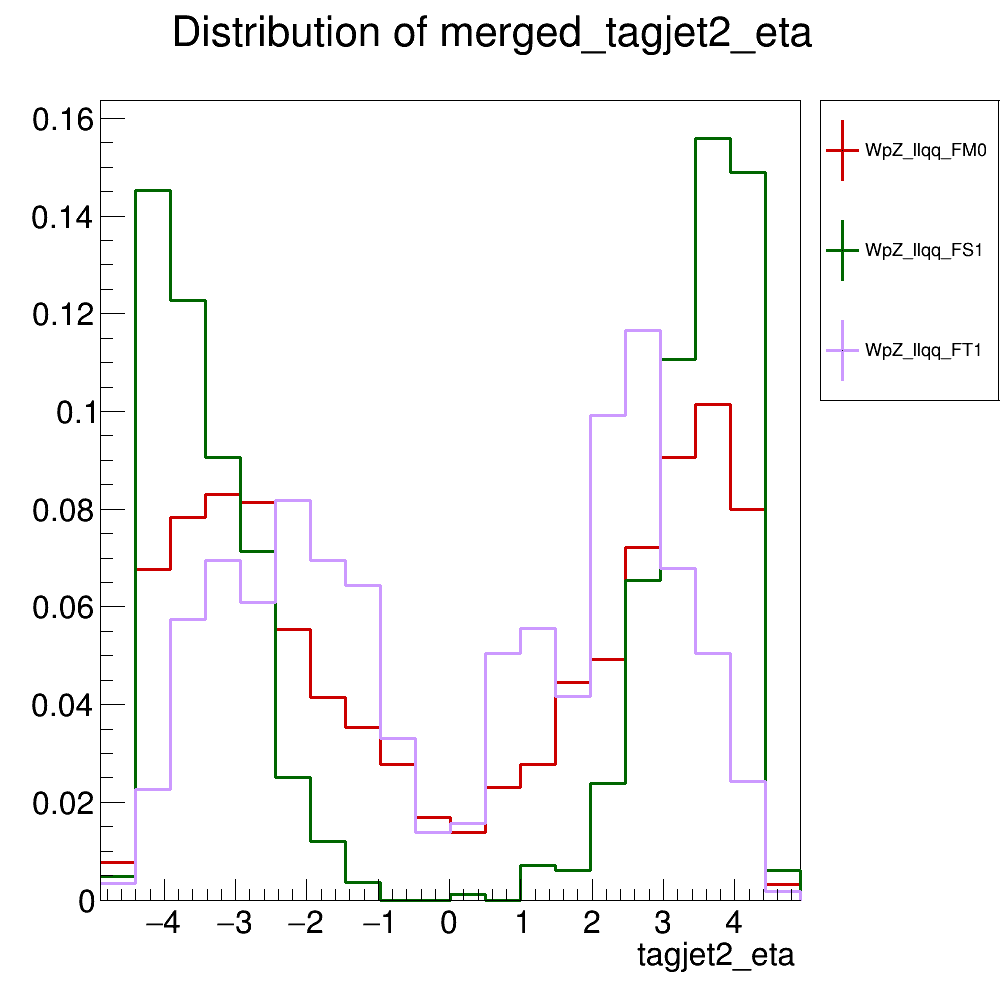 Distribution of merged_tagjet2_eta
0.16
0.14
0.12
0.1
0.08
0.06
0.04
0.02
0
−4 −3 −2 −1 0 1 2 3 4
tagjet2_eta
WpZ_llqq_FM0
WpZ_llqq_FS1
WpZ_llqq_FT1